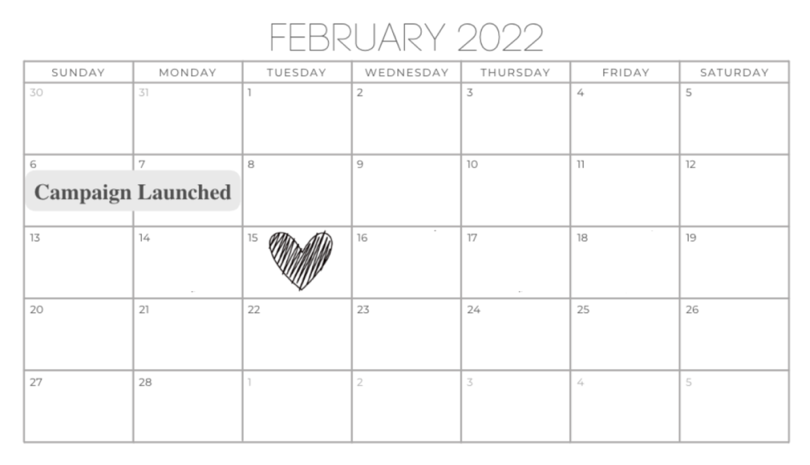 FEBRUARY 2022
SUNDAY MONDAY TUESDAY WEDNESDAY THURSDAY FRIDAY SATURDAY
30 31 1 2 3 4 5
6 7 8 9 10 11 12
Campaign Launched
13 14 15 16 17 18 19
20 21 22 23 24 25 26
27 28 1 2 3 4 5